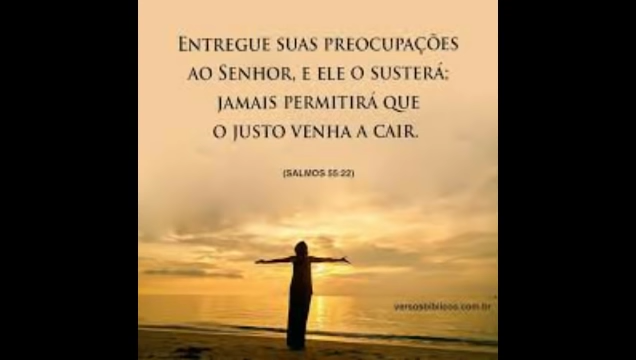 ENTREGUE SUAS PREOCUPAÇÕES
AO SENHOR, E ELE O SUSTERÁ;
JAMAIS PERMITIRÁ QUE
O JUSTO VENHA A CAIR.
(SALMOS 55:22)
versosbiblicos.com.br